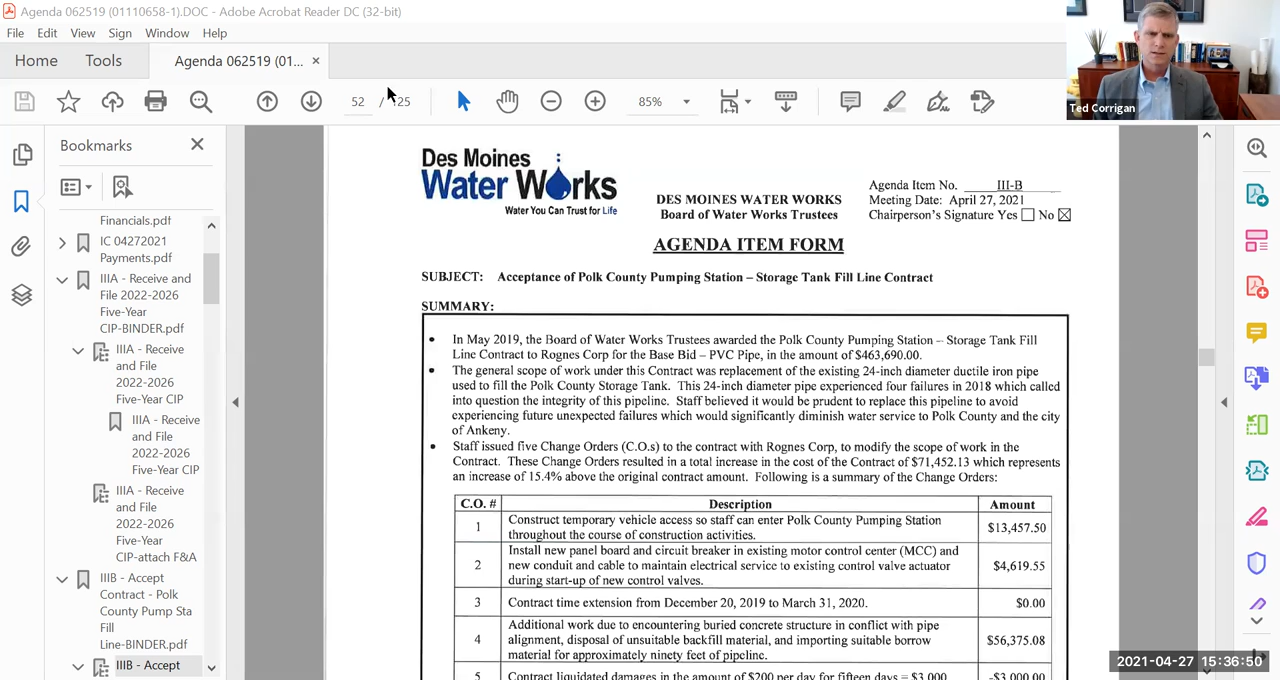 Agenda 062519 (01110658-1).DOC - Adobe Acrobat Reader DC (32-bit)
File Edit View Sign Window Help
Home Tools Agenda 062519 (01...
52 / 25 85%
Ted Corrigan
Bookmarks
Financials.pdf
IC 04272021
Payments.pdf
IIIA - Receive and
File 2022-2026
Five-Year
CIP-BINDER.pdf
IIIA - Receive
and File
2022-2026
Five-Year CIP
IIIA - Receive
and File
2022-2026
Five-Year CIP
IIIA - Receive
and File
2022-2026
Five-Year
CIP-attach F&A
IIIB - Accept
Contract - Polk
County Pump Sta
Fill
Line-BINDER.pdf
IIIB - Accept
Des Moines
Water Works
Water You Can Trust for Life
DES MOINES WATER WORKS
Board of Water Works Trustees
Agenda Item No. III-B
Meeting Date: April 27, 2021
Chairperson's Signature Yes No
AGENDA ITEM FORM
SUBJECT: Acceptance of Polk County Pumping Station – Storage Tank Fill Line Contract
SUMMARY:
• In May 2019, the Board of Water Works Trustees awarded the Polk County Pumping Station – Storage Tank Fill
Line Contract to Rognes Corp for the Base Bid – PVC Pipe, in the amount of $463,690.00.
• The general scope of work under this Contract was replacement of the existing 24-inch diameter ductile iron pipe
used to fill the Polk County Storage Tank. This 24-inch diameter pipe experienced four failures in 2018 which called
into question the integrity of this pipeline. Staff believed it would be prudent to replace this pipeline to avoid
experiencing future unexpected failures which would significantly diminish water service to Polk County and the city
of Ankeny.
• Staff issued five Change Orders (C.O.s) to the contract with Rognes Corp, to modify the scope of work in the
Contract. These Change Orders resulted in a total increase in the cost of the Contract of $71,452.13 which represents
an increase of 15.4% above the original contract amount. Following is a summary of the Change Orders:
C.O. # Description Amount
1 Construct temporary vehicle access so staff can enter Polk County Pumping Station
throughout the course of construction activities. $13,457.50
2 Install new panel board and circuit breaker in existing motor control center (MCC) and
new conduit and cable to maintain electrical service to existing control valve actuator
during start-up of new control valves. $4,619.55
3 Contract time extension from December 20, 2019 to March 31, 2020. $0.00
4 Additional work due to encountering buried concrete structure in conflict with pipe
alignment, disposal of unsuitable backfill material, and importing suitable borrow
material for approximately ninety feet of pipeline. $56,375.08
5 Contract liquidated damages in the amount of $200 per day for fifteen days = $3,000 -$3,000.00
2021-04-27 15:36:50